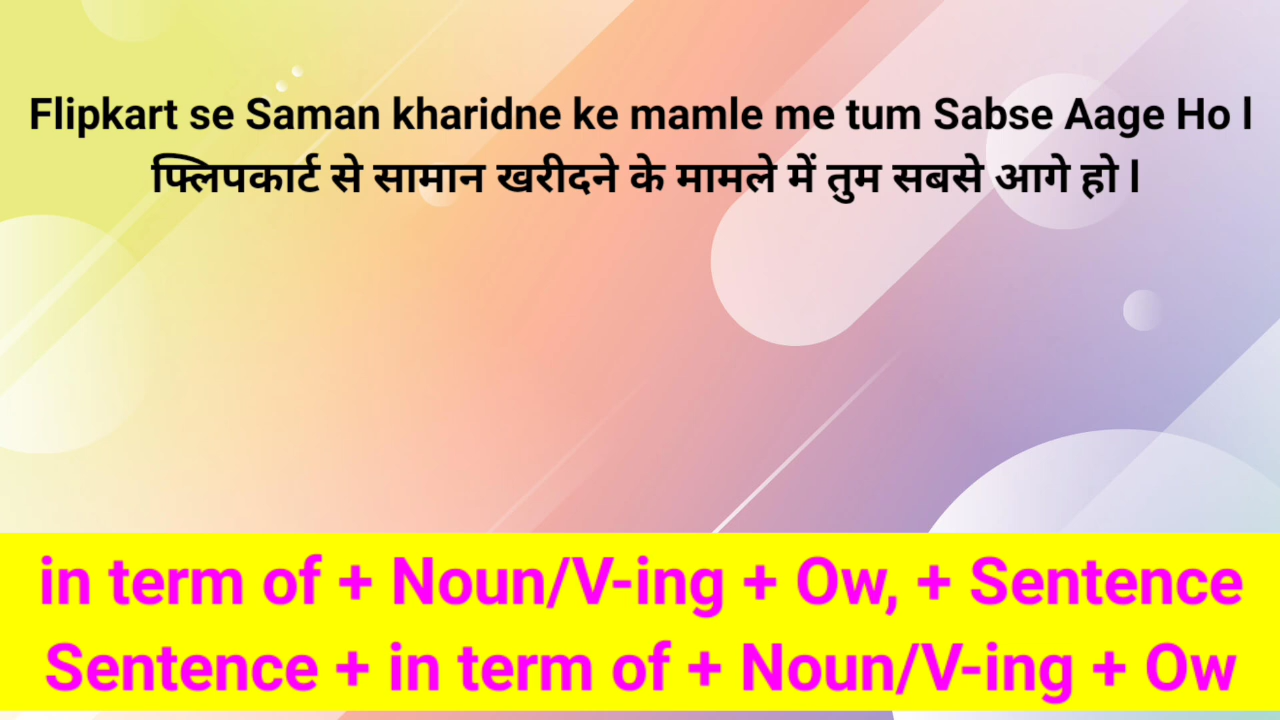 Flipkart se Saman kharidne ke mamle me tum Sabse Aage Ho l
फ्लिपकार्ट से सामान खरीदने के मामले में तुम सबसे आगे हो l
in term of + Noun/V-ing + Ow, + Sentence
Sentence + in term of + Noun/V-ing + Ow